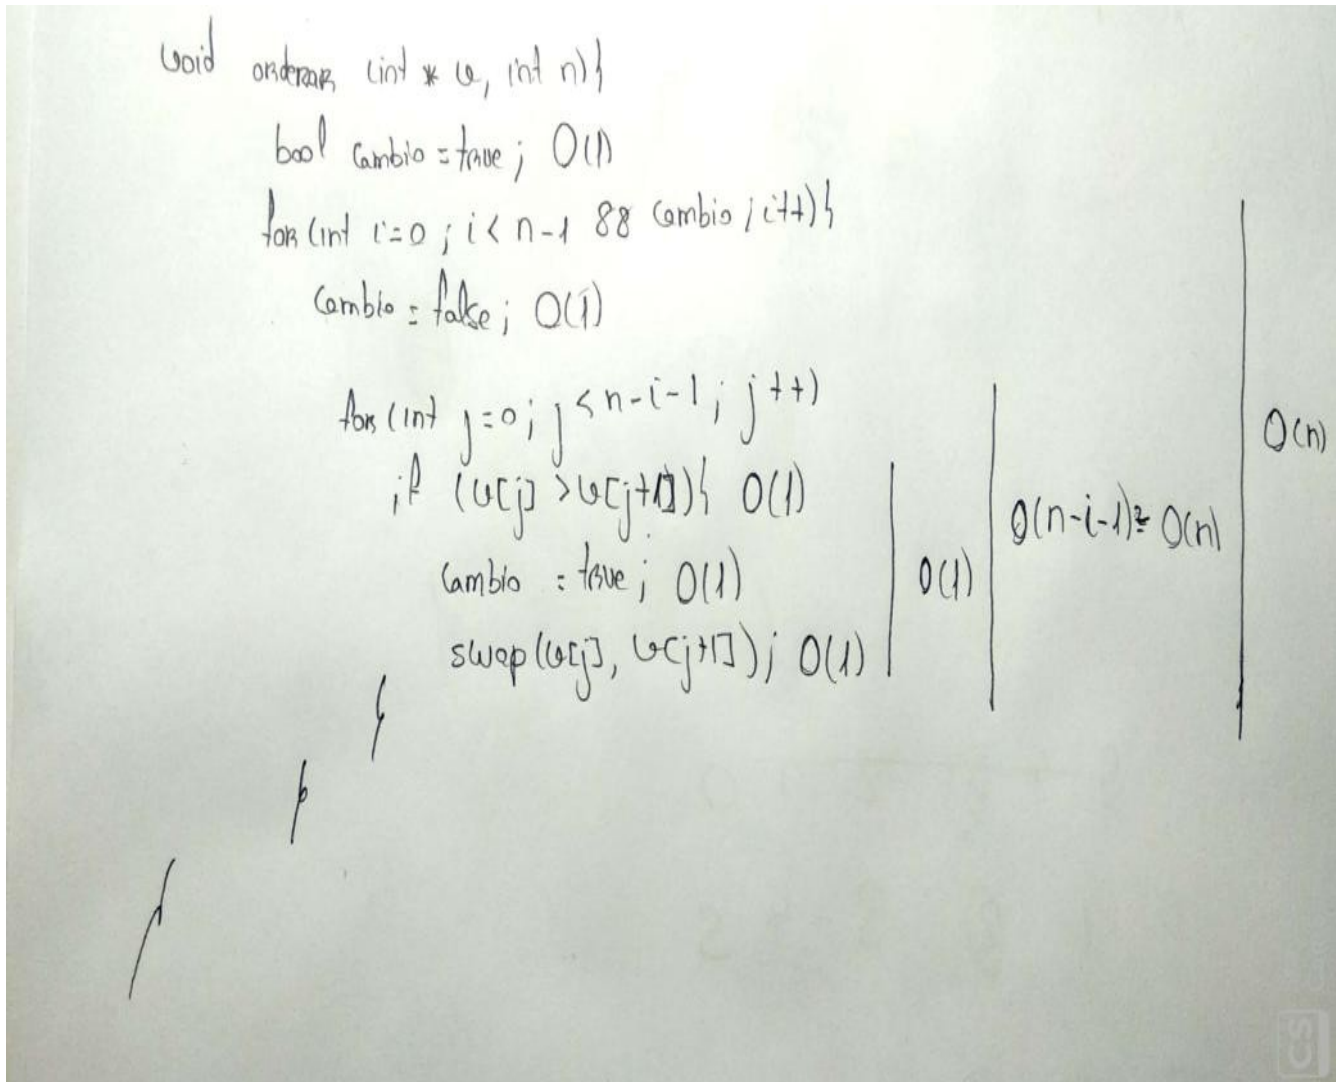 void ordenar (int * v, int n){
bool cambio = true; O(1)
for (int i=0; i < n-1 && cambio; i++){
cambio = false; O(1)
for (int j=0; j < n-i-1; j++)
if (v[j] > v[j+1]){ O(1)
cambio = true; O(1)
swap(v[j], v[j+1]); O(1)
}
}
}
O(1)
O(n-i-1) ≃ O(n)
O(n)
CS